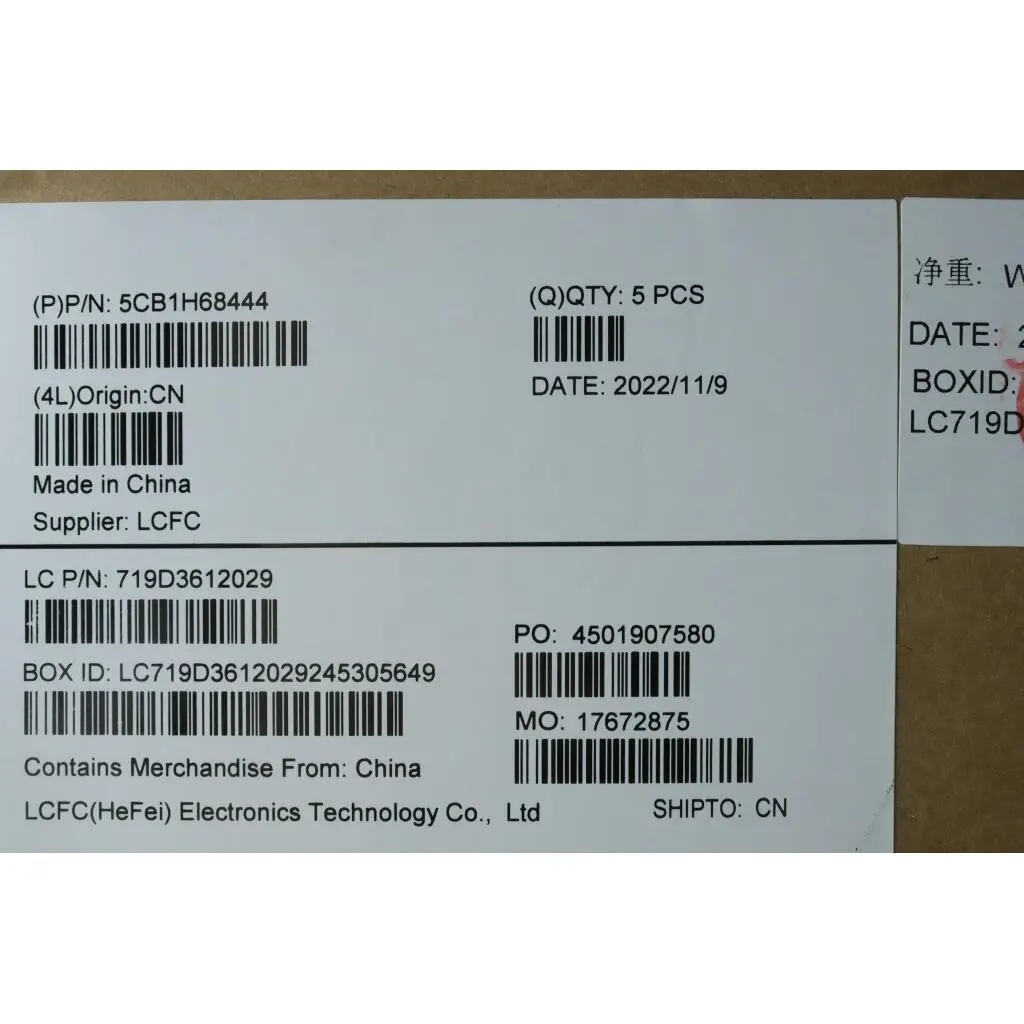 (P)P/N: 5CB1H68444
(Q)QTY: 5 PCS
(4L)Origin:CN
DATE: 2022/11/9
Made in China
Supplier: LCFC
LC P/N: 719D3612029
PO: 4501907580
BOX ID: LC719D3612029245305649
MO: 17672875
Contains Merchandise From: China
LCFC(HeFei) Electronics Technology Co., Ltd
SHIPTO: CN
净重: W
DATE: 2
BOXID:
LC719D